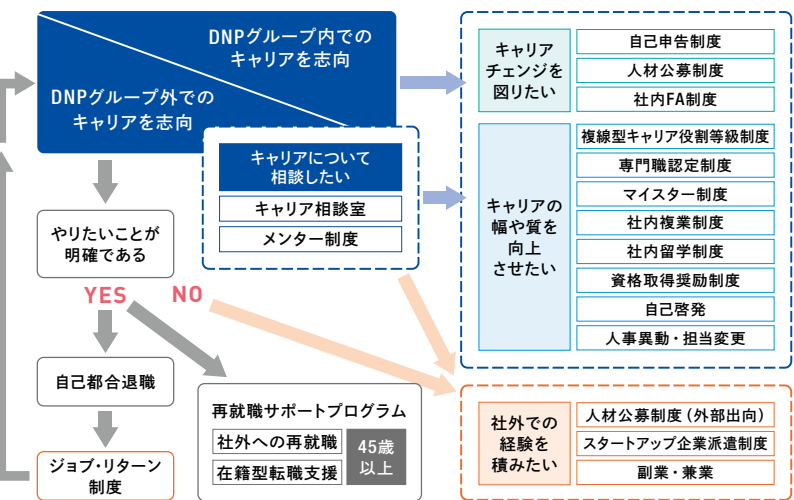 DNPグループ内での
キャリアを志向
DNPグループ外での
キャリアを志向
キャリアについて
相談したい
キャリア相談室
メンター制度
やりたいことが
明確である
YES
NO
自己都合退職
ジョブ・リターン
制度
再就職サポートプログラム
社外への再就職
在籍型転職支援
45歳
以上
キャリア
チェンジを
図りたい
自己申告制度
人材公募制度
社内FA制度
キャリアの
幅や質を
向上
させたい
複線型キャリア役割等級制度
専門職認定制度
マイスター制度
社内複業制度
社内留学制度
資格取得奨励制度
自己啓発
人事異動・担当変更
社外での
経験を
積みたい
人材公募制度（外部出向）
スタートアップ企業派遣制度
副業・兼業